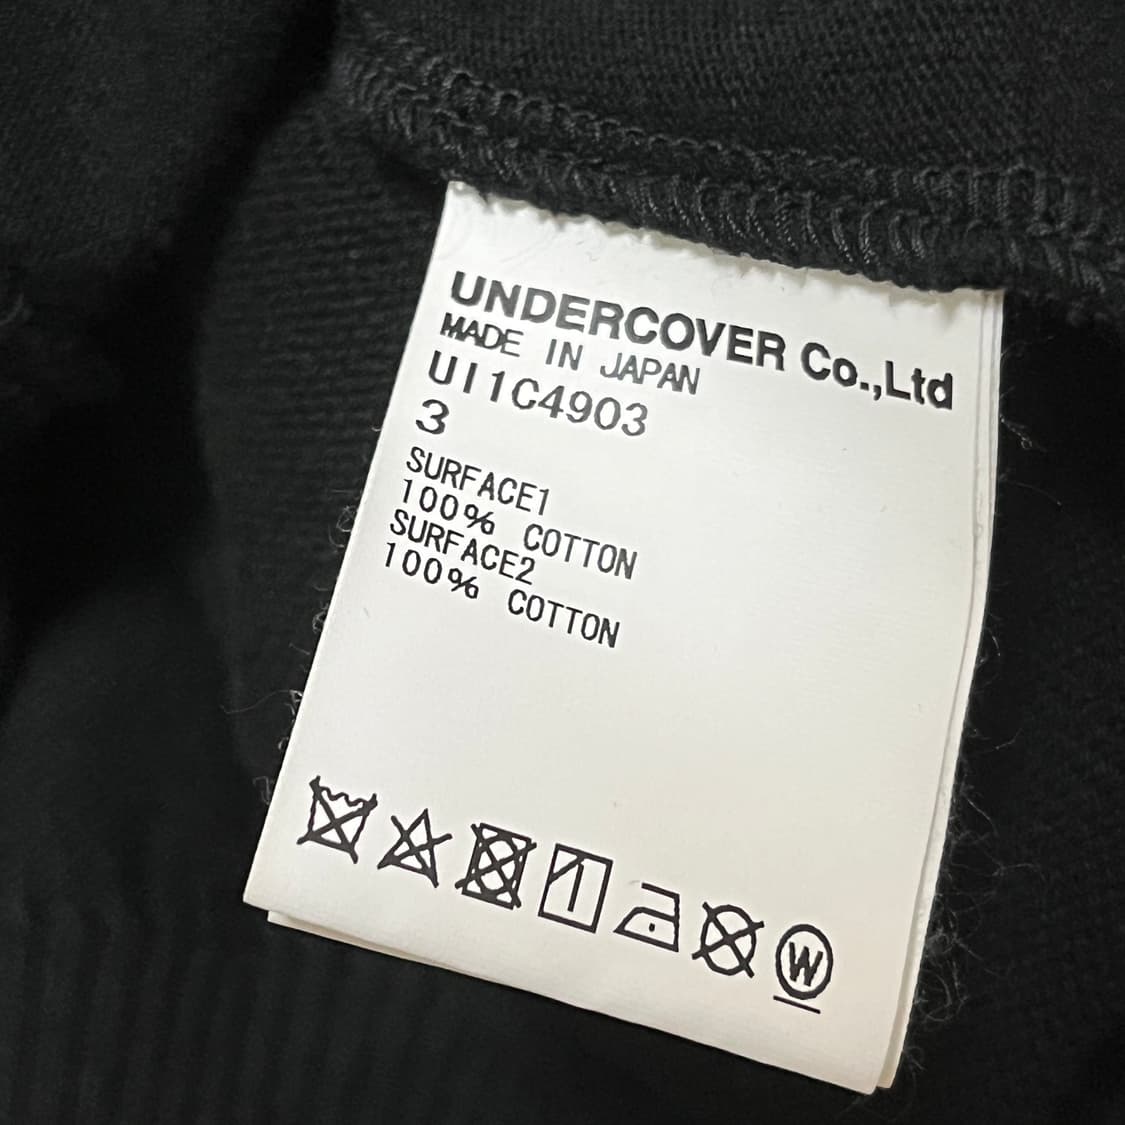 UNDERCOVER Co.,Ltd
MADE IN JAPAN
UI1C4903
3
SURFACE1
100% COTTON
SURFACE2
100% COTTON
W